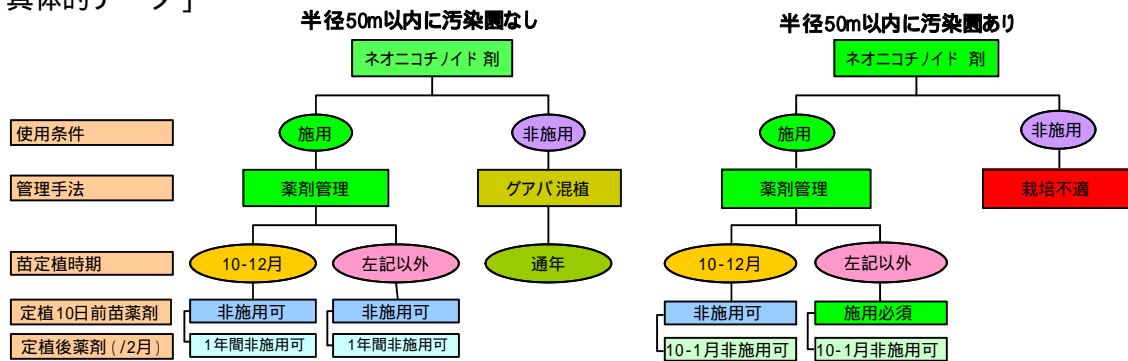 具体的データ］
半径50m以内に汚染園なし
半径50m以内に汚染園あり
ネオニコチノイド 剤
ネオニコチノイド 剤
使用条件
施用
非施用
施用
非施用
管理手法
薬剤管理
グアバ混植
薬剤管理
栽培不適
苗定植時期
10-12月
左記以外
通年
10-12月
左記以外
定植10日前苗薬剤
非施用可
非施用可
非施用可
施用必須
定植後薬剤(/2月)
1年間非施用可
1年間非施用可
10-1月非施用可
10-1月非施用可